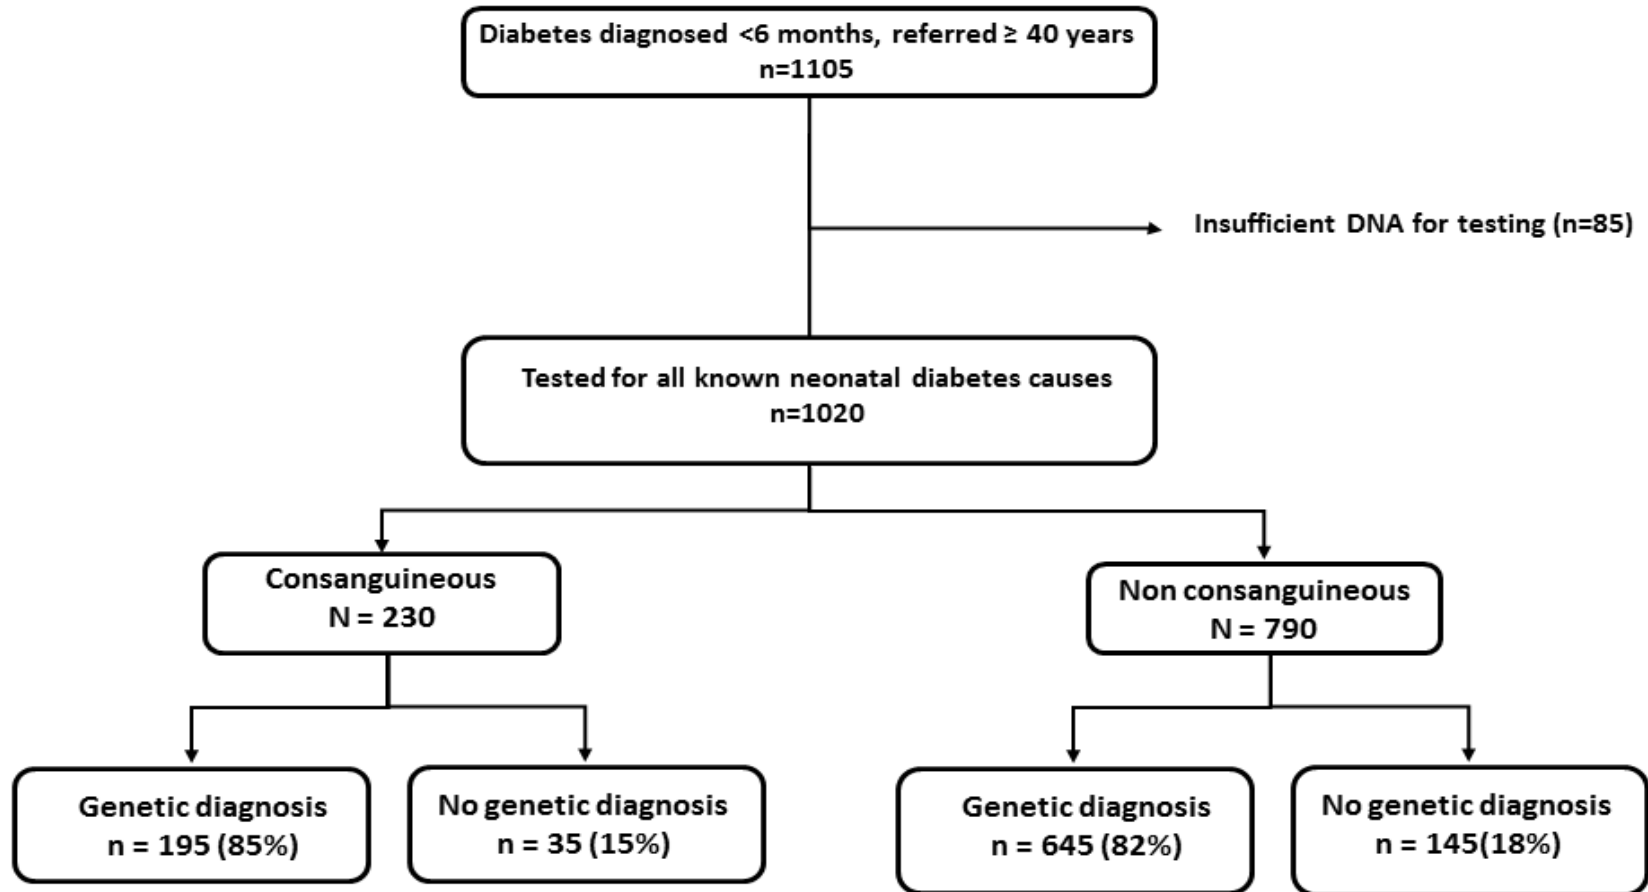 Diabetes diagnosed <6 months, referred ≥ 40 years
n=1105
Insufficient DNA for testing (n=85)
Tested for all known neonatal diabetes causes
n=1020
Consanguineous
N = 230
Non consanguineous
N = 790
Genetic diagnosis
n = 195 (85%)
No genetic diagnosis
n = 35 (15%)
Genetic diagnosis
n = 645 (82%)
No genetic diagnosis
n = 145(18%)